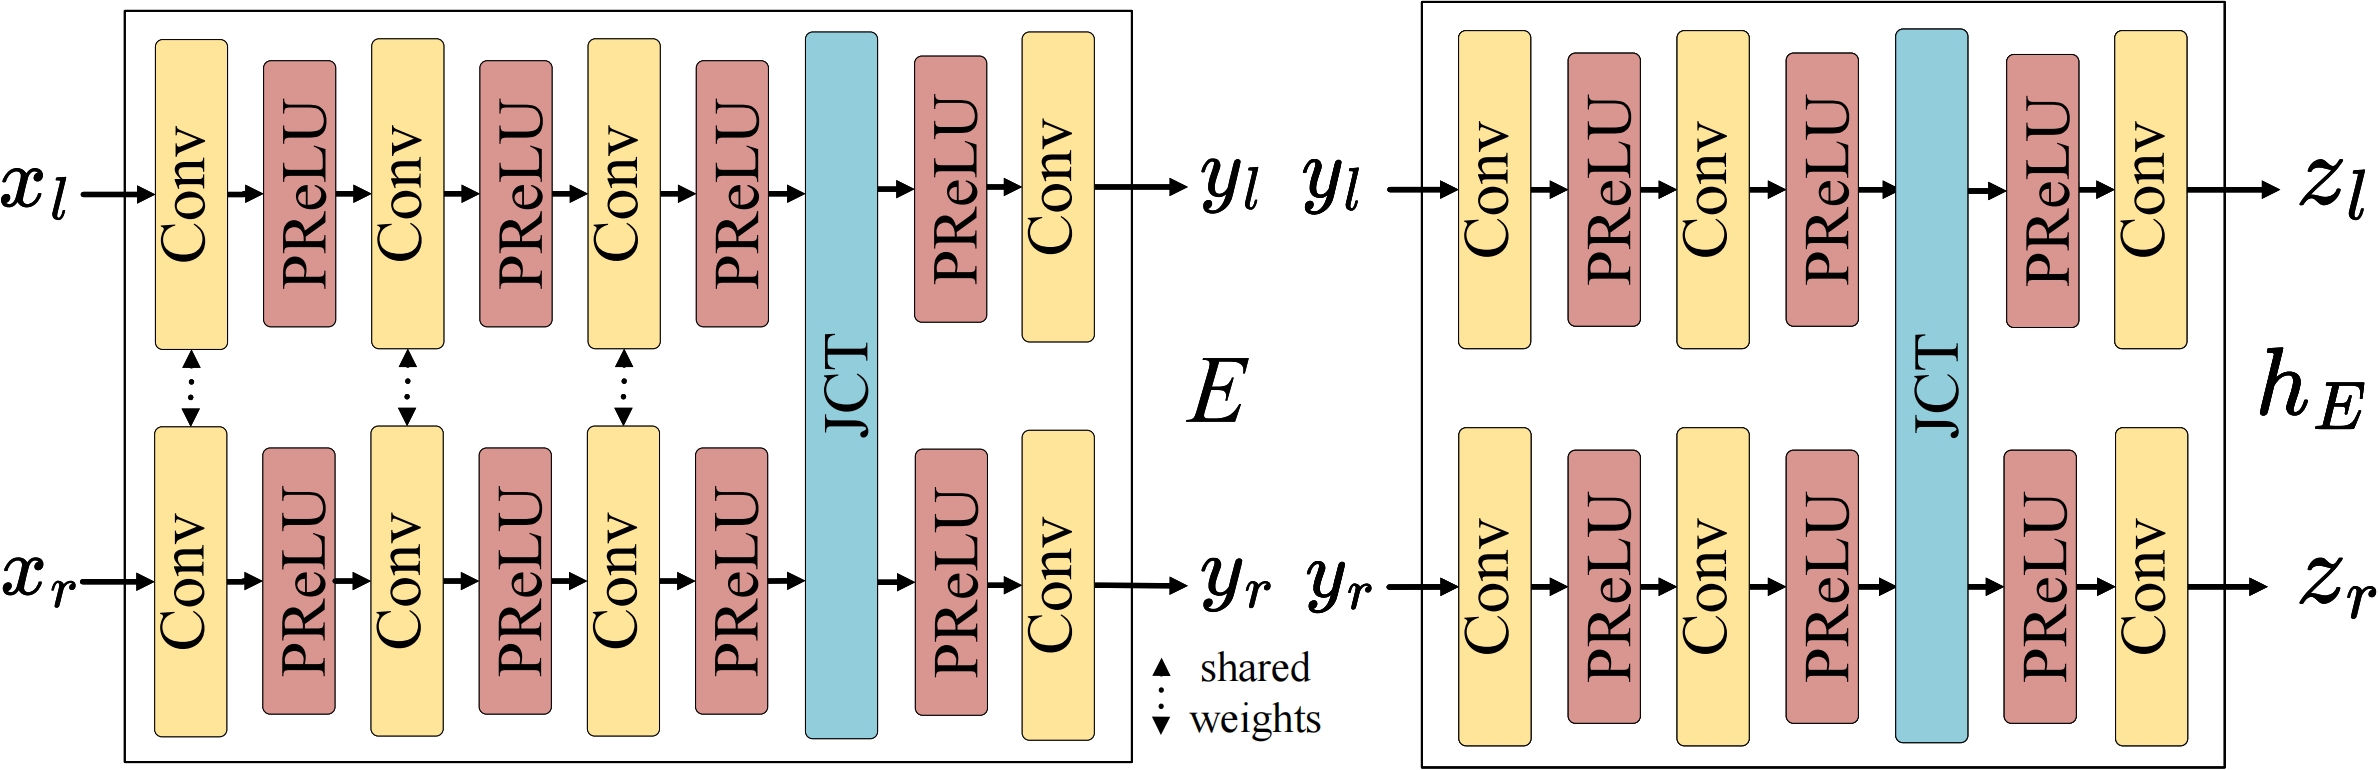 x_l Conv PReLU Conv PReLU Conv PReLU JCT PReLU Conv y_l
x_r Conv PReLU Conv PReLU Conv PReLU PReLU Conv y_r
E
shared
weights
y_l Conv PReLU Conv PReLU JCT PReLU Conv z_l
y_r Conv PReLU Conv PReLU PReLU Conv z_r
h_E